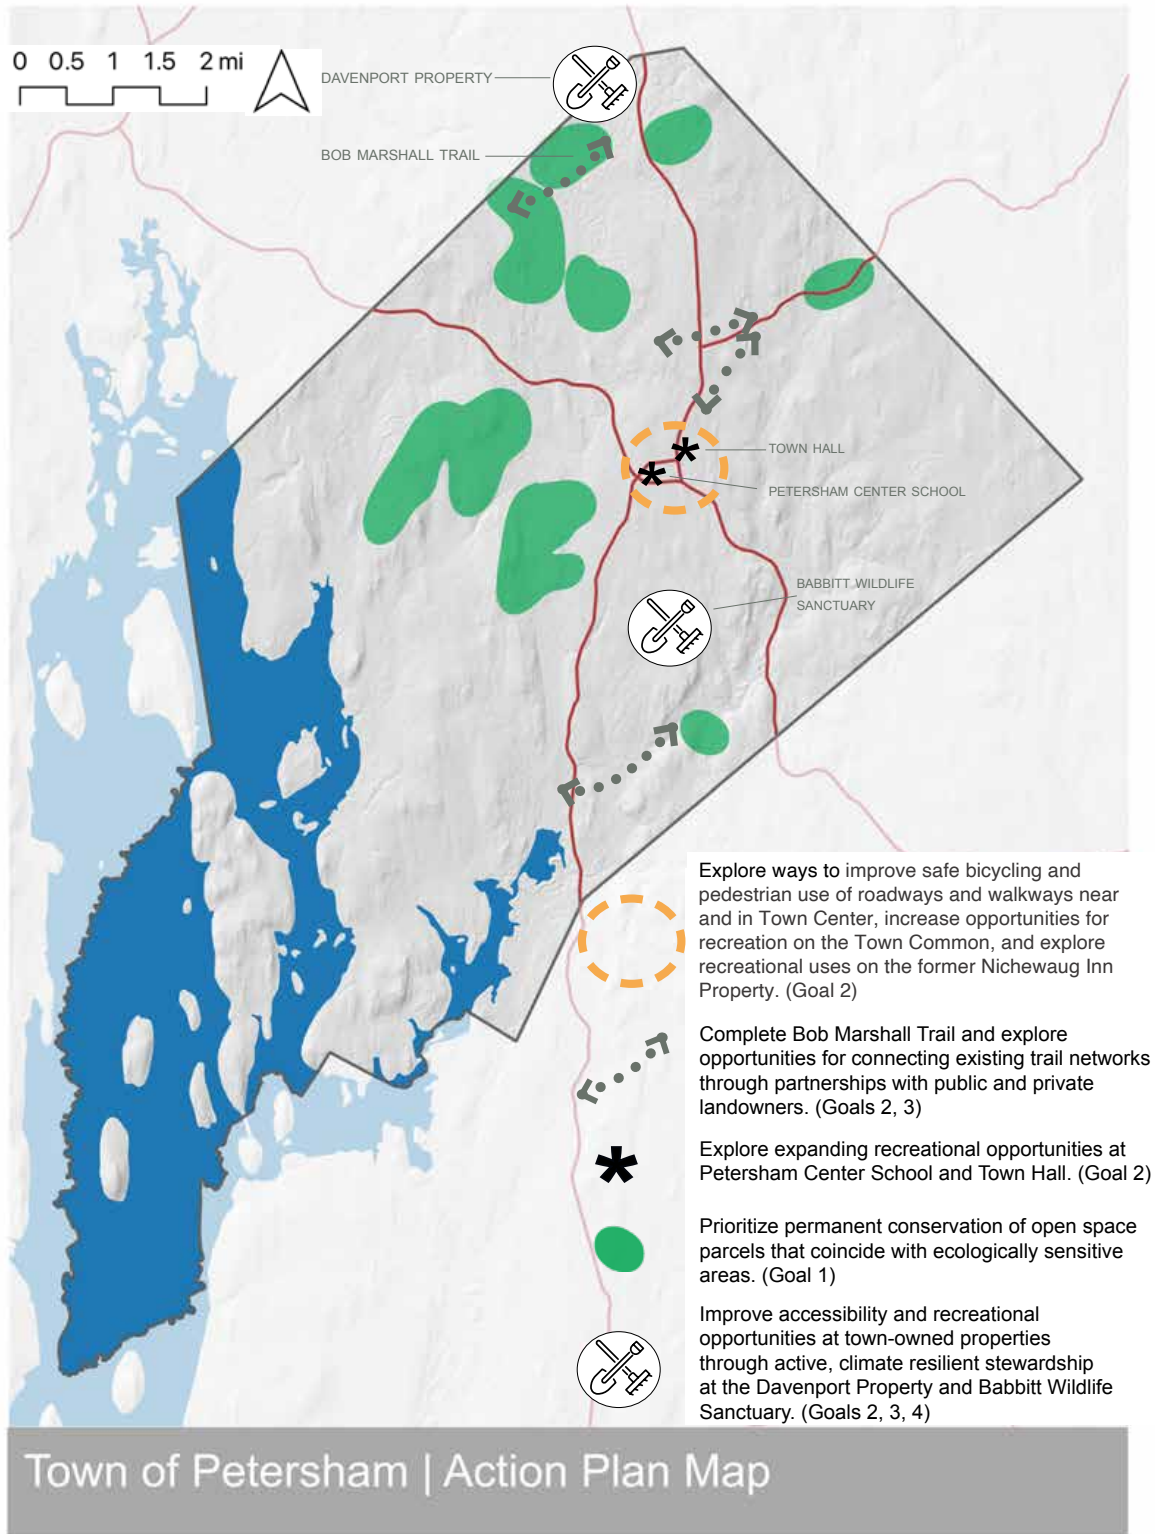 0 0.5 1 1.5 2 mi
DAVENPORT PROPERTY
BOB MARSHALL TRAIL
TOWN HALL
PETERSHAM CENTER SCHOOL
BABBITT WILDLIFE
SANCTUARY
Explore ways to improve safe bicycling and
pedestrian use of roadways and walkways near
and in Town Center, increase opportunities for
recreation on the Town Common, and explore
recreational uses on the former Nichewaug Inn
Property. (Goal 2)
Complete Bob Marshall Trail and explore
opportunities for connecting existing trail networks
through partnerships with public and private
landowners. (Goals 2, 3)
Explore expanding recreational opportunities at
Petersham Center School and Town Hall. (Goal 2)
Prioritize permanent conservation of open space
parcels that coincide with ecologically sensitive
areas. (Goal 1)
Improve accessibility and recreational
opportunities at town-owned properties
through active, climate resilient stewardship
at the Davenport Property and Babbitt Wildlife
Sanctuary. (Goals 2, 3, 4)
Town of Petersham | Action Plan Map